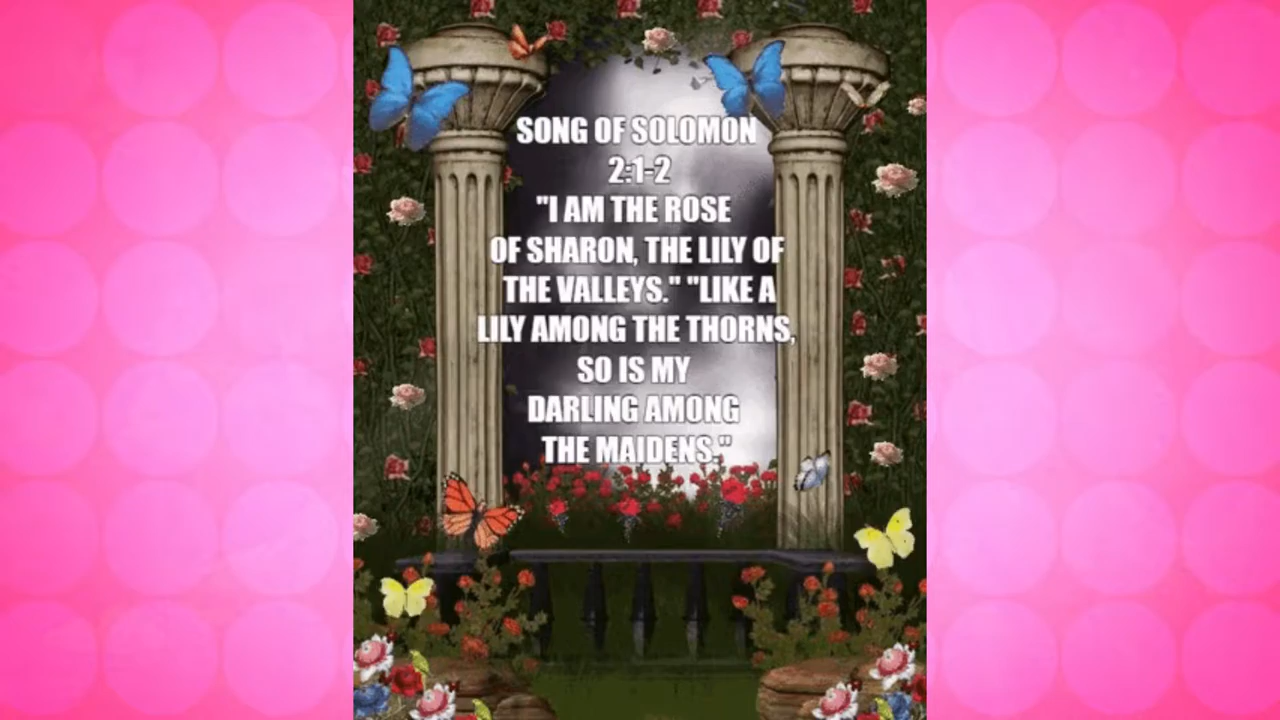 SONG OF SOLOMON
2:1-2
"I AM THE ROSE
OF SHARON, THE LILY OF
THE VALLEYS." "LIKE A
LILY AMONG THE THORNS,
SO IS MY
DARLING AMONG
THE MAIDENS."